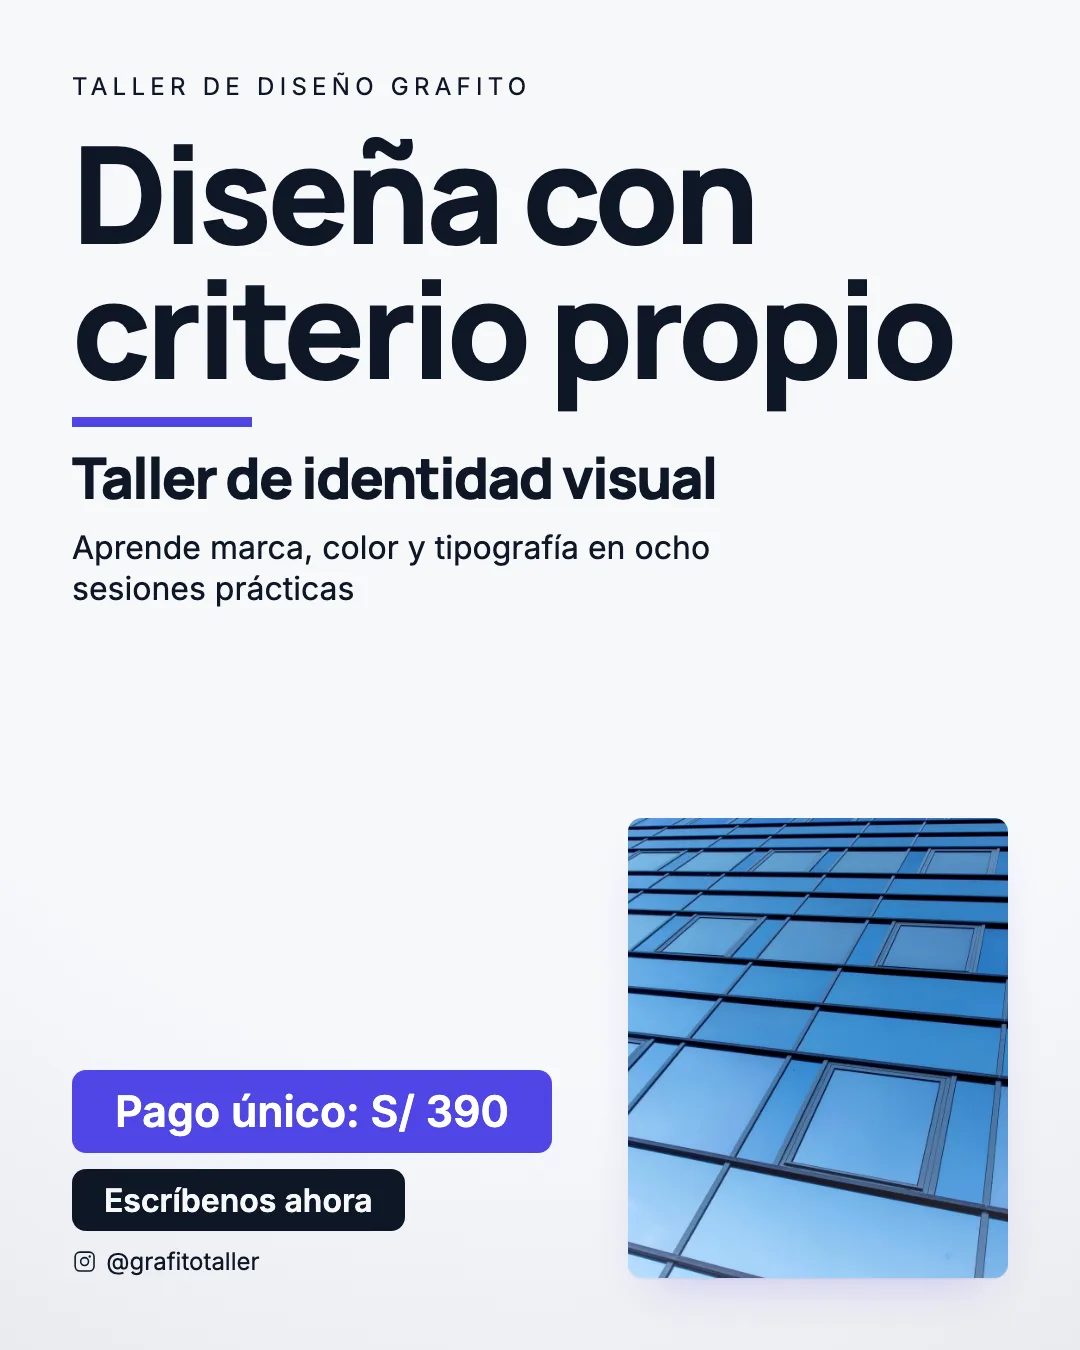 TALLER DE DISEÑO GRAFITO
Diseña con
criterio propio
Taller de identidad visual
Aprende marca, color y tipografía en ocho
sesiones prácticas
Pago único: S/ 390
Escríbenos ahora
@grafitotaller